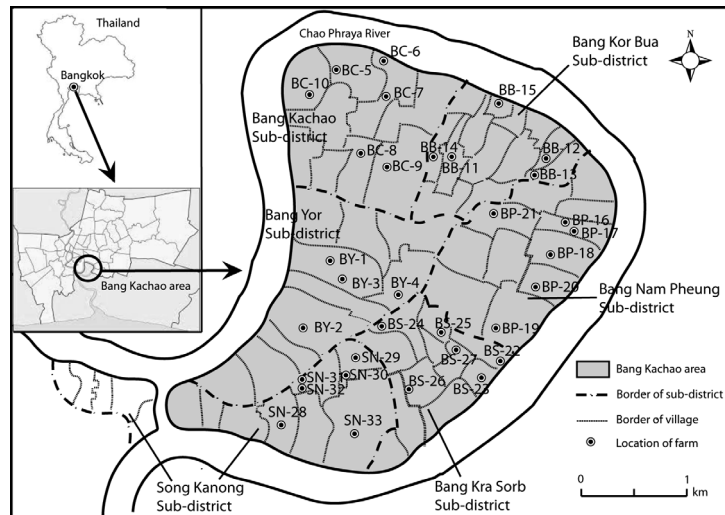 Thailand
Bangkok
Bang Kachao area
Chao Phraya River
Bang Kor Bua
Sub-district
N
BC-6
BC-5
BC-10
BC-7
BB-15
Bang Kachao
Sub-district
BC-8
BC-9
BB-14
BB-11
BB-12
BB-13
Bang Yor
Sub-district
BP-21
BP-16
BP-17
BP-18
BY-1
BY-3
BY-4
BP-20
Bang Nam Pheung
Sub-district
BY-2
BS-24
BS-25
BP-19
SN-29
BS-27
BS-22
SN-31
SN-30
SN-32
BS-26
BS-23
SN-28
SN-33
Song Kanong
Sub-district
Bang Kra Sorb
Sub-district
Bang Kachao area
Border of sub-district
Border of village
Location of farm
0
1
km